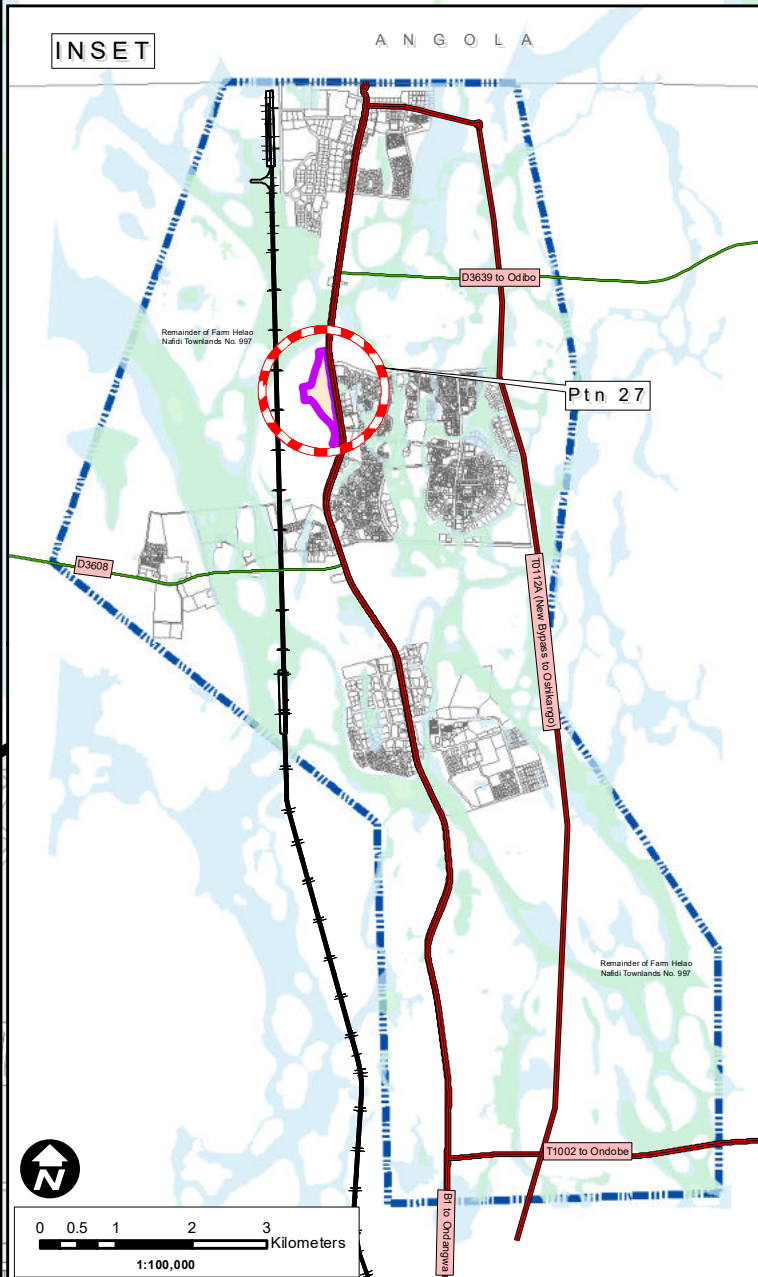 INSET
ANGOLA
D3639 to Odibo
Remainder of Farm Helao
Nafidi Townlands No. 997
Ptn 27
D3608
T0112A (New Bypass to Oshikango)
Remainder of Farm Helao
Nafidi Townlands No. 997
T1002 to Ondobe
B1 to Ondangwa
N
0 0.5 1 2 3
Kilometers
1:100,000